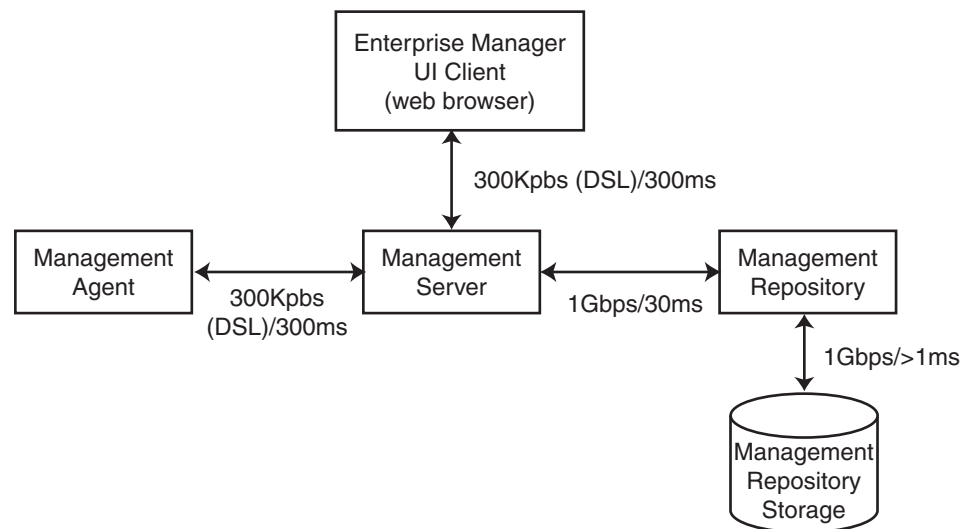 Enterprise Manager
UI Client
(web browser)
300Kpbs (DSL)/300ms
Management
Agent
300Kpbs
(DSL)/300ms
Management
Server
1Gbps/30ms
Management
Repository
1Gbps/>1ms
Management
Repository
Storage